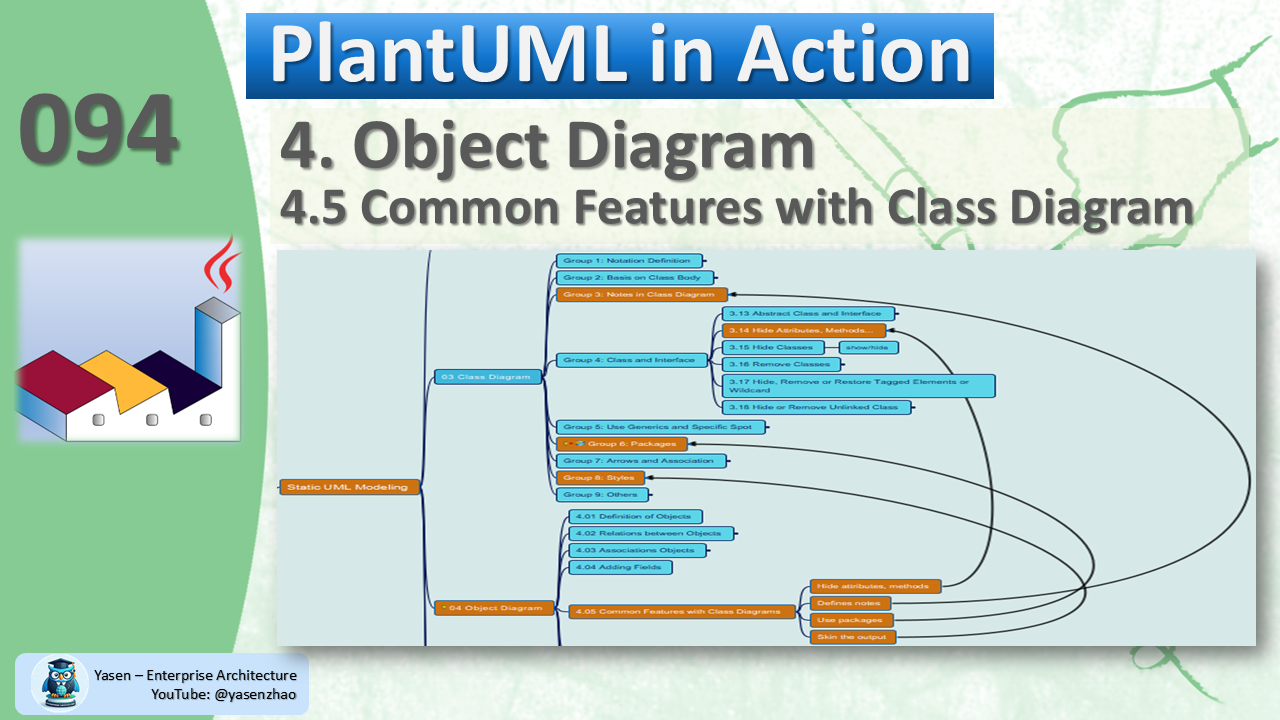 PlantUML in Action
094
4. Object Diagram
4.5 Common Features with Class Diagram
Group 1: Notation Definition
Group 2: Basis on Class Body
Group 3: Notes in Class Diagram
3.13 Abstract Class and Interface
3.14 Hide Attributes, Methods...
3.15 Hide Classes
show/hide
Group 4: Class and Interface
3.16 Remove Classes
03 Class Diagram
3.17 Hide, Remove or Restore Tagged Elements or
Wildcard
3.18 Hide or Remove Unlinked Class
Group 5: Use Generics and Specific Spot
Group 6: Packages
Group 7: Arrows and Association
Group 8: Styles
Static UML Modeling
Group 9: Others
4.01 Definition of Objects
4.02 Relations between Objects
4.03 Associations Objects
4.04 Adding Fields
Hide attributes, methods
04 Object Diagram
4.05 Common Features with Class Diagrams
Defines notes
Use packages
Skin the output
Yasen – Enterprise Architecture
YouTube: @yasenzhao